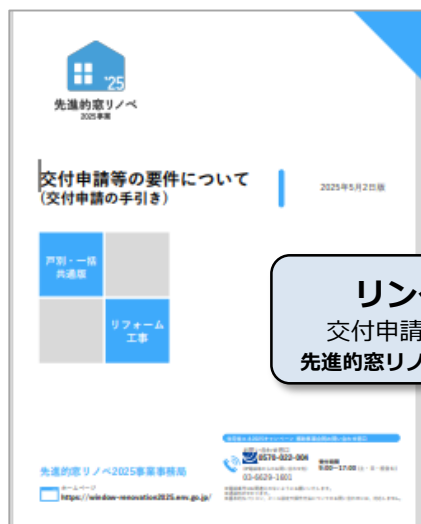 '25
先進的窓リノベ
2025事業
交付申請等の要件について
(交付申請の手引き)
2025年5月2日版
戸別・一括
共通版
リフォーム
工事
リン
交付申請
先進的窓リノ
0570-022-004
9:00~17:00
03-6629-1601
先進的窓リノベ2025事業事務局
ホームページ
https://window-renovation2025.env.go.jp/